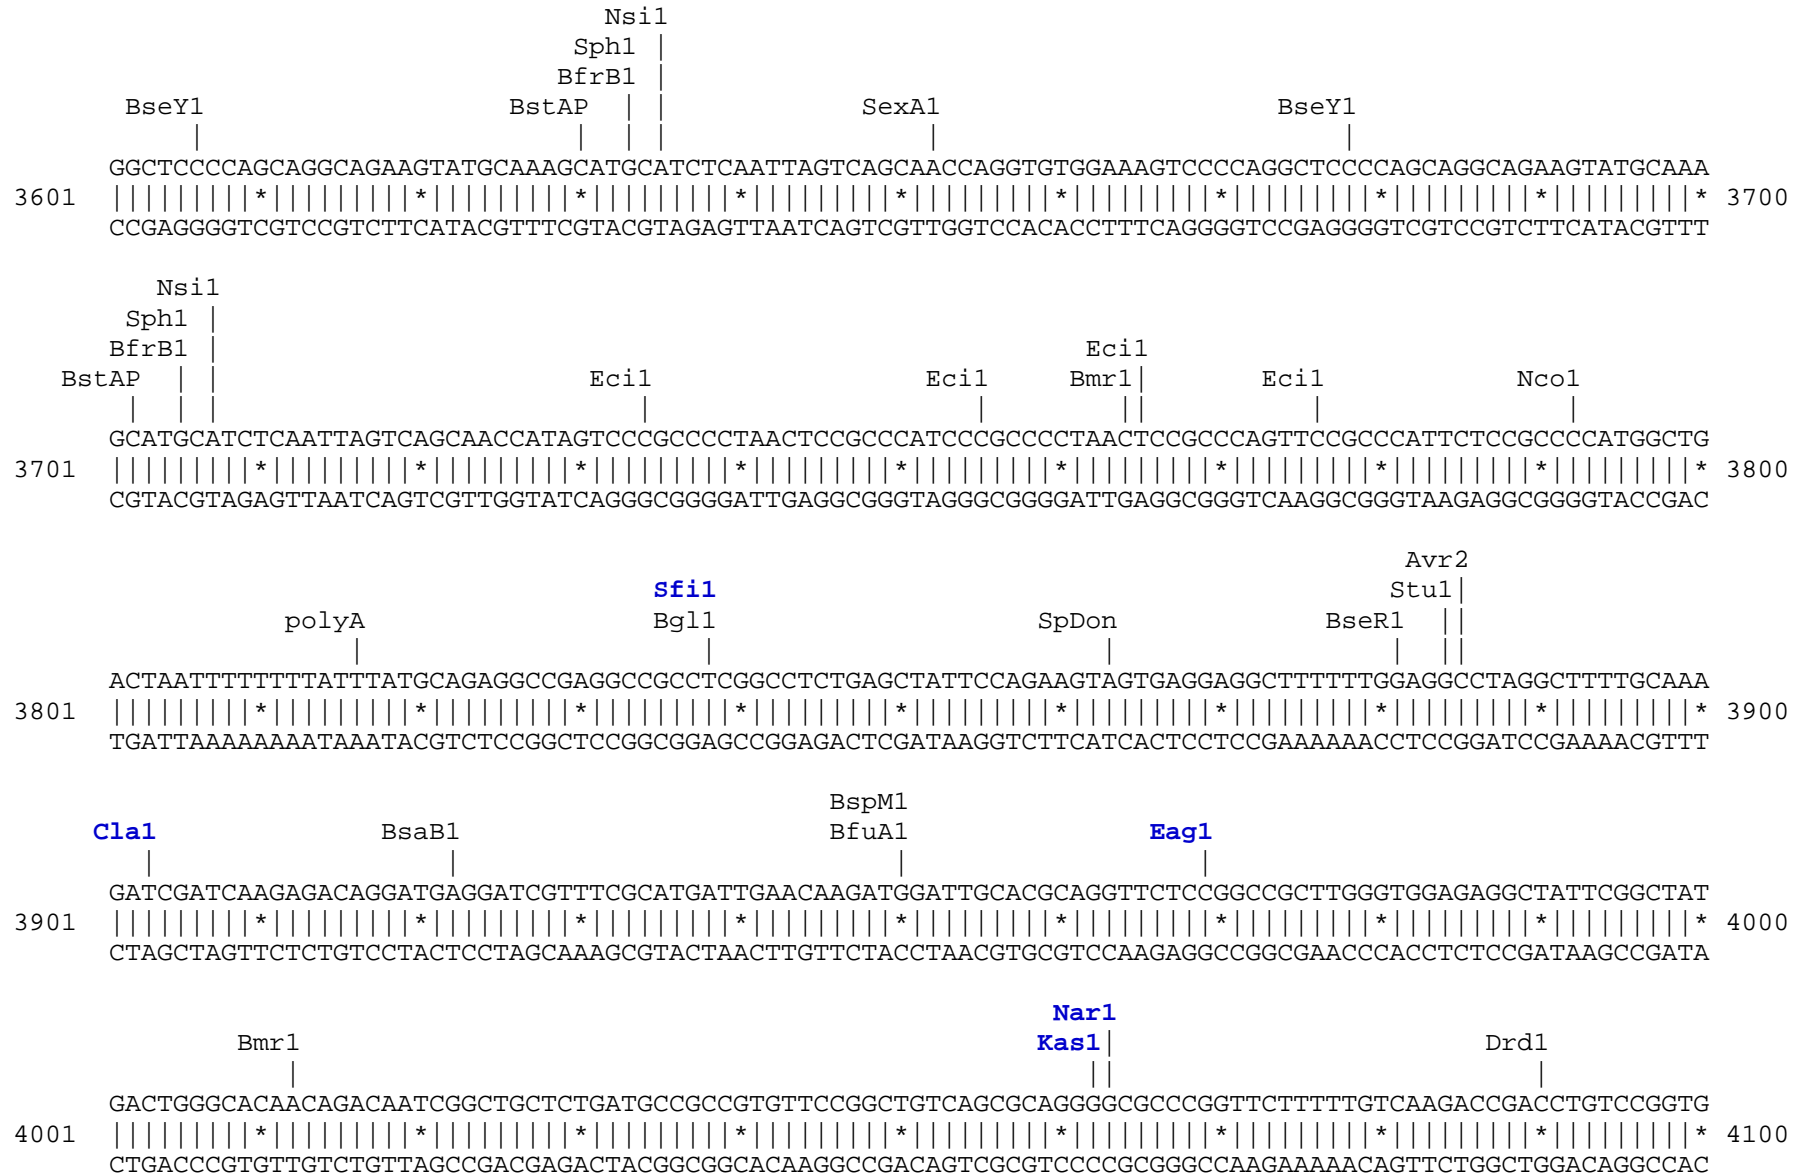 Nsi1
Sph1 |
BfrB1 |
BseY1 BstAP | | SexA1 BseY1
| | | | | |
GGCTCCCCAGCAGGCAGAAGTATGCAAAGCATGCATCTCAATTAGTCAGCAACCAGGTGTGGAAAGTCCCCAGGCTCCCCAGCAGGCAGAAGTATGCAAA
3601 |||||||||*|||||||||*|||||||||*|||||||||*|||||||||*|||||||||*|||||||||*|||||||||*|||||||||*|||||||||* 3700
CCGAGGGGTCGTCCGTCTTCATACGTTTCGTACGTAGAGTTAATCAGTCGTTGGTCCACACCTTTCAGGGGTCCGAGGGGTCGTCCGTCTTCATACGTTT
Nsi1
Sph1 |
BfrB1 | Eci1
BstAP | | Eci1 Eci1 Bmr1| Eci1 Nco1
| | | | | || | |
GCATGCATCTCAATTAGTCAGCAACCATAGTCCCGCCCCTAACTCCGCCCATCCCGCCCCTAACTCCGCCCAGTTCCGCCCATTCTCCGCCCCATGGCTG
3701 |||||||||*|||||||||*|||||||||*|||||||||*|||||||||*|||||||||*|||||||||*|||||||||*|||||||||*|||||||||* 3800
CGTACGTAGAGTTAATCAGTCGTTGGTATCAGGGCGGGGATTGAGGCGGGTAGGGCGGGGATTGAGGCGGGTCAAGGCGGGTAAGAGGCGGGGTACCGAC
Avr2
Sfi1 Stu1|
polyA Bgl1 SpDon BseR1 ||
| | | | ||
ACTAATTTTTTTTATTTATGCAGAGGCCGAGGCCGCCTCGGCCTCTGAGCTATTCCAGAAGTAGTGAGGAGGCTTTTTTGGAGGCCTAGGCTTTTGCAAA
3801 |||||||||*|||||||||*|||||||||*|||||||||*|||||||||*|||||||||*|||||||||*|||||||||*|||||||||*|||||||||* 3900
TGATTAAAAAAAATAAATACGTCTCCGGCTCCGGCGGAGCCGGAGACTCGATAAGGTCTTCATCACTCCTCCGAAAAAACCTCCGGATCCGAAAACGTTT
BspM1
Cla1 BsaB1 BfuA1 Eag1
| | | |
GATCGATCAAGAGACAGGATGAGGATCGTTTCGCATGATTGAACAAGATGGATTGCACGCAGGTTCTCCGGCCGCTTGGGTGGAGAGGCTATTCGGCTAT
3901 |||||||||*|||||||||*|||||||||*|||||||||*|||||||||*|||||||||*|||||||||*|||||||||*|||||||||*|||||||||* 4000
CTAGCTAGTTCTCTGTCCTACTCCTAGCAAAGCGTACTAACTTGTTCTACCTAACGTGCGTCCAAGAGGCCGGCGAACCCACCTCTCCGATAAGCCGATA
Nar1
Bmr1 Kas1| Drd1
| || |
GACTGGGCACAACAGACAATCGGCTGCTCTGATGCCGCCGTGTTCCGGCTGTCAGCGCAGGGGCGCCCGGTTCTTTTTGTCAAGACCGACCTGTCCGGTG
4001 |||||||||*|||||||||*|||||||||*|||||||||*|||||||||*|||||||||*|||||||||*|||||||||*|||||||||*|||||||||* 4100
CTGACCCGTGTTGTCTGTTAGCCGACGAGACTACGGCGGCACAAGGCCGACAGTCGCGTCCCCGCGGGCCAAGAAAAACAGTTCTGGCTGGACAGGCCAC